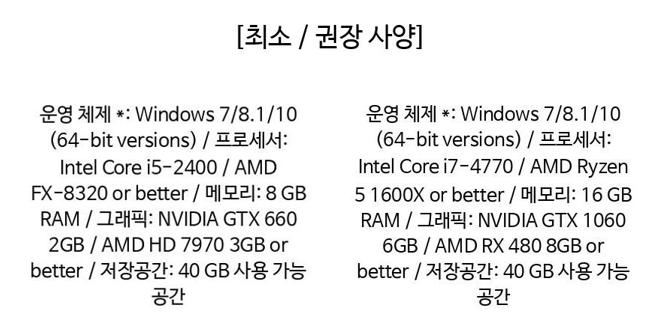 [최소 / 권장 사양]
운영 체제 *: Windows 7/8.1/10
(64-bit versions) / 프로세서:
Intel Core i5-2400 / AMD
FX-8320 or better / 메모리: 8 GB
RAM / 그래픽: NVIDIA GTX 660
2GB / AMD HD 7970 3GB or
better / 저장공간: 40 GB 사용 가능
공간
운영 체제 *: Windows 7/8.1/10
(64-bit versions) / 프로세서:
Intel Core i7-4770 / AMD Ryzen
5 1600X or better / 메모리: 16 GB
RAM / 그래픽: NVIDIA GTX 1060
6GB / AMD RX 480 8GB or
better / 저장공간: 40 GB 사용 가능
공간